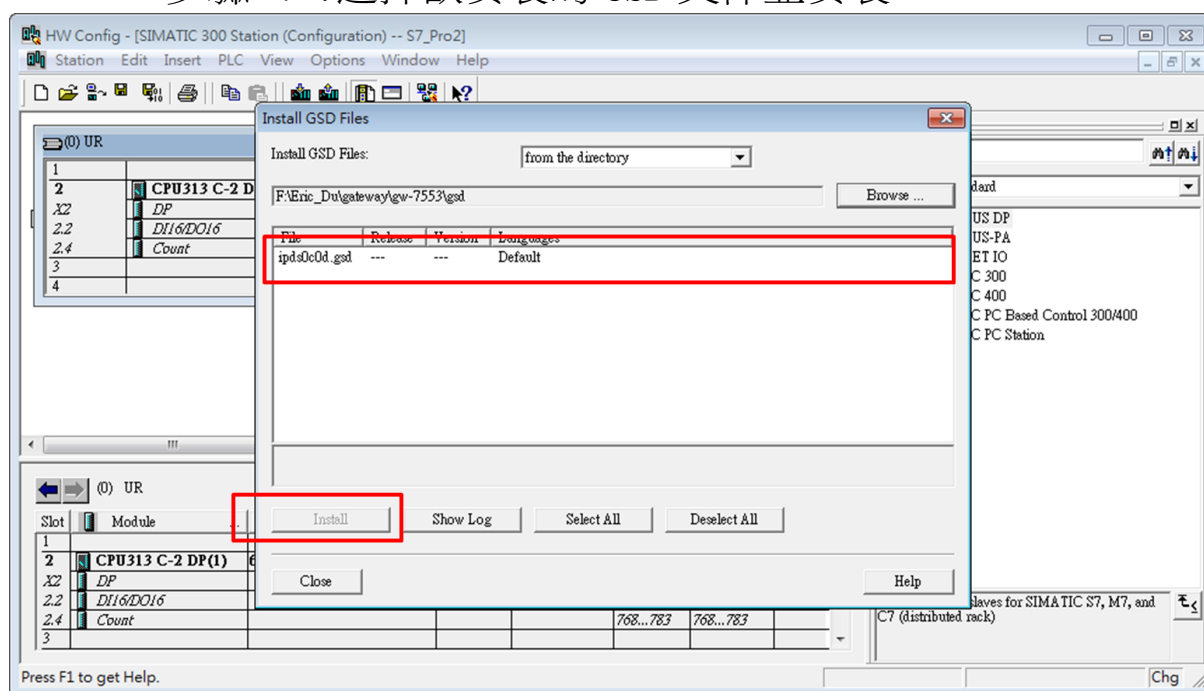 HW Config - [SIMATIC 300 Station (Configuration) -- S7_Pro2]
Station Edit Insert PLC View Options Window Help
(0) UR
1
2 CPU313 C-2 D
X2 DP
2.2 DI16/DO16
2.4 Count
3
4
Install GSD Files
Install GSD Files: from the directory
F:\Eric_Du\gateway\gw-7553\gsd Browse ...
File Release Version Languages
ipds0c0d.gsd --- --- Default
Install Show Log Select All Deselect All
Close Help
dard
US DP
US-PA
ET IO
C 300
C 400
C PC Based Control 300/400
C PC Station
(0) UR
Slot Module ...
1
2 CPU313 C-2 DP(1) 6
X2 DP
2.2 DI16/DO16
2.4 Count 768...783 768...783
3
slaves for SIMATIC S7, M7, and
C7 (distributed rack)
Press F1 to get Help. Chg